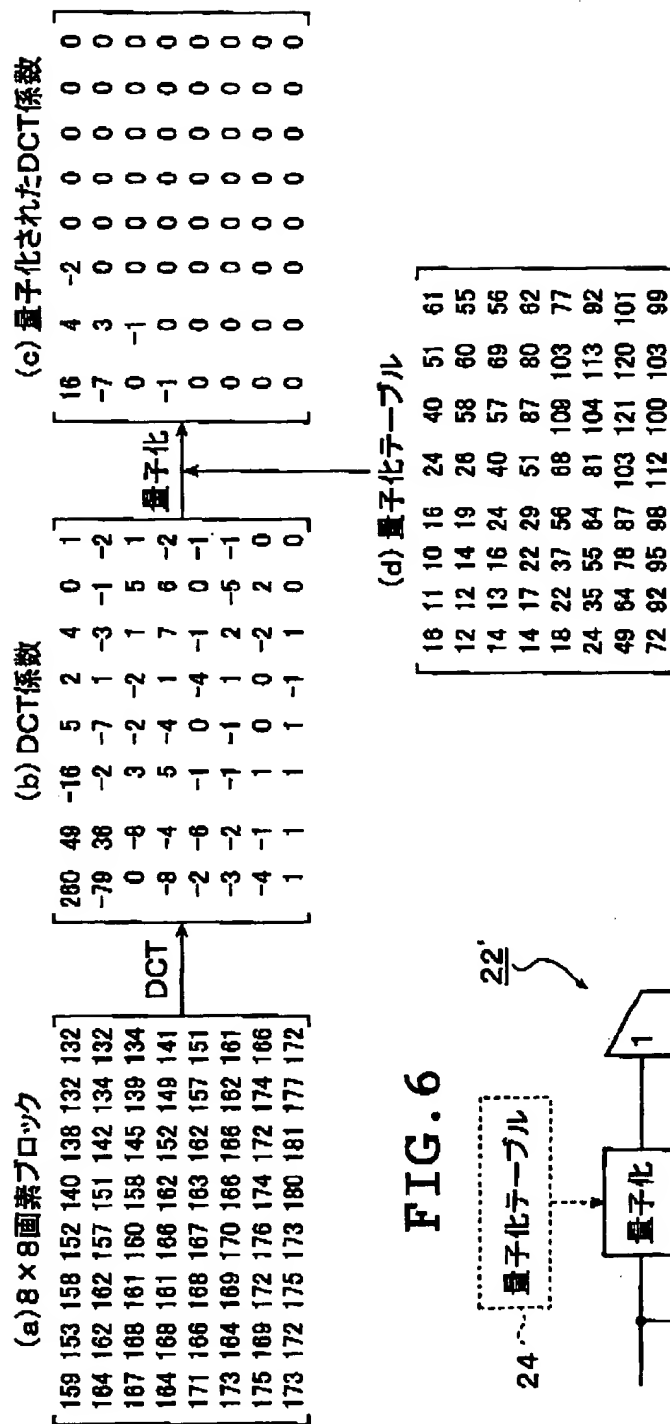 (a) 8×8画素ブロック
159 153 158 152 140 138 132 132
164 162 162 157 151 142 134 132
167 168 161 160 158 145 139 134
164 168 161 166 162 152 149 141
171 166 168 167 163 162 157 151
173 164 169 170 166 166 162 161
175 169 172 176 174 172 174 166
173 172 175 173 180 181 177 172
DCT
(b) DCT係数
260 49 -16 5 2 4 0 1
-79 36 -2 -7 1 -3 -1 -2
0 -8 3 -2 -2 1 5 1
-8 -4 5 -4 1 7 6 -2
-2 -6 -1 0 -4 -1 0 -1
-3 -2 -1 -1 1 2 -5 -1
-4 -1 1 0 0 -2 2 0
1 1 1 1 -1 1 0 0
量子化
(c) 量子化されたDCT係数
16 4 -2 0 0 0 0 0
-7 3 0 0 0 0 0 0
0 -1 0 0 0 0 0 0
-1 0 0 0 0 0 0 0
0 0 0 0 0 0 0 0
0 0 0 0 0 0 0 0
0 0 0 0 0 0 0 0
0 0 0 0 0 0 0 0
(d) 量子化テーブル
16 11 10 16 24 40 51 61
12 12 14 19 26 58 60 55
14 13 16 24 40 57 69 56
14 17 22 29 51 87 80 62
18 22 37 56 68 109 103 77
24 35 55 64 81 104 113 92
49 64 78 87 103 121 120 101
72 92 95 98 112 100 103 99
FIG. 6
22'
24
量子化テーブル
量子化
1